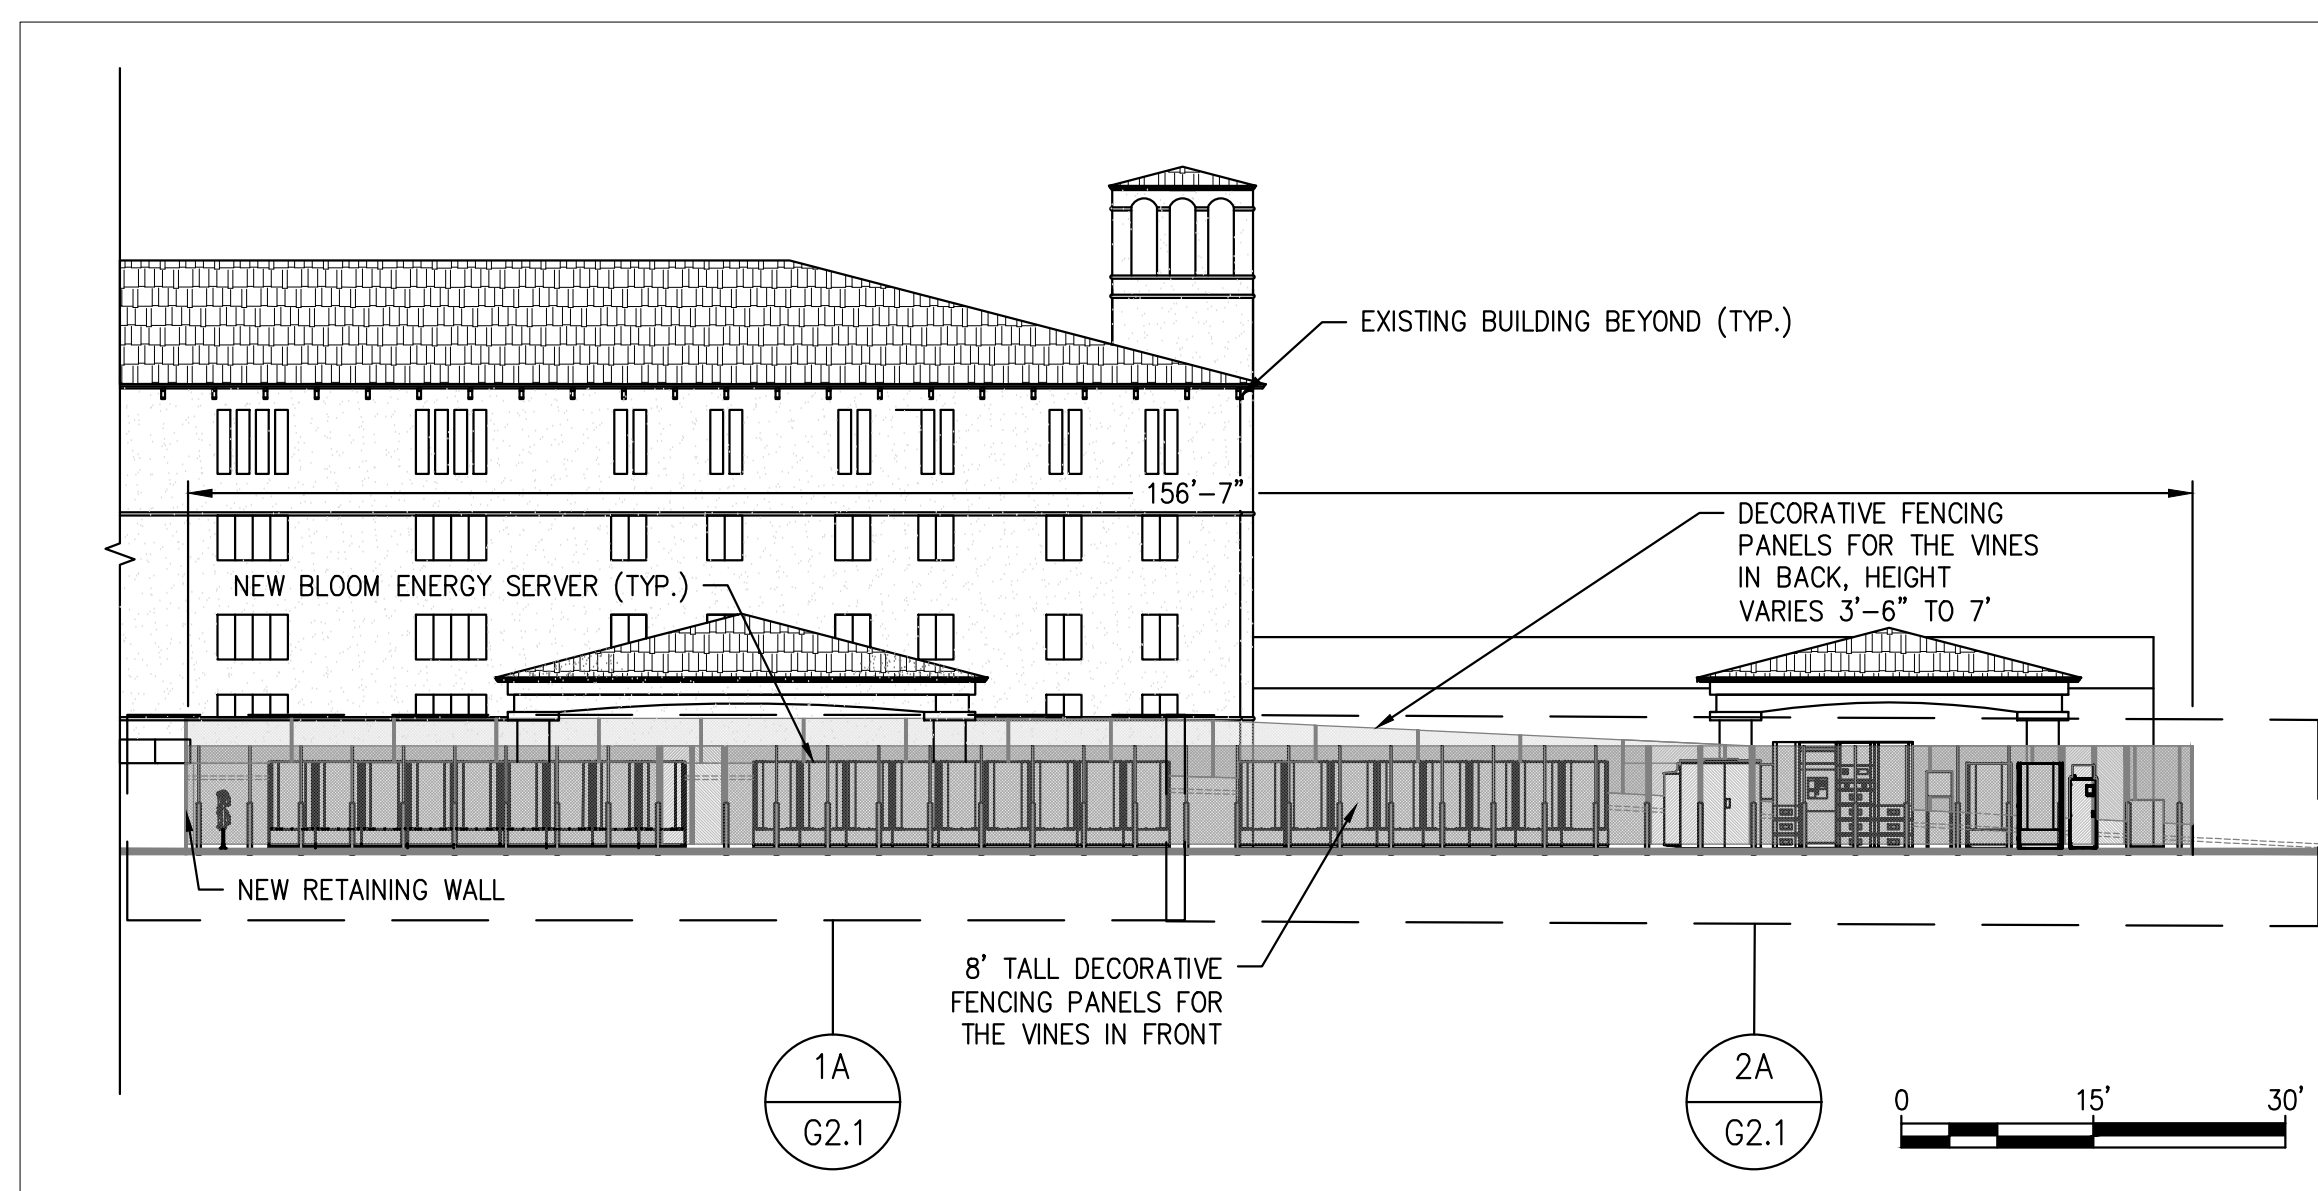 EXISTING BUILDING BEYOND (TYP.)
156'-7"
DECORATIVE FENCING
PANELS FOR THE VINES
IN BACK, HEIGHT
VARIES 3'-6" TO 7'
NEW BLOOM ENERGY SERVER (TYP.)
NEW RETAINING WALL
8' TALL DECORATIVE
FENCING PANELS FOR
THE VINES IN FRONT
1A
G2.1
2A
G2.1
0 15' 30'